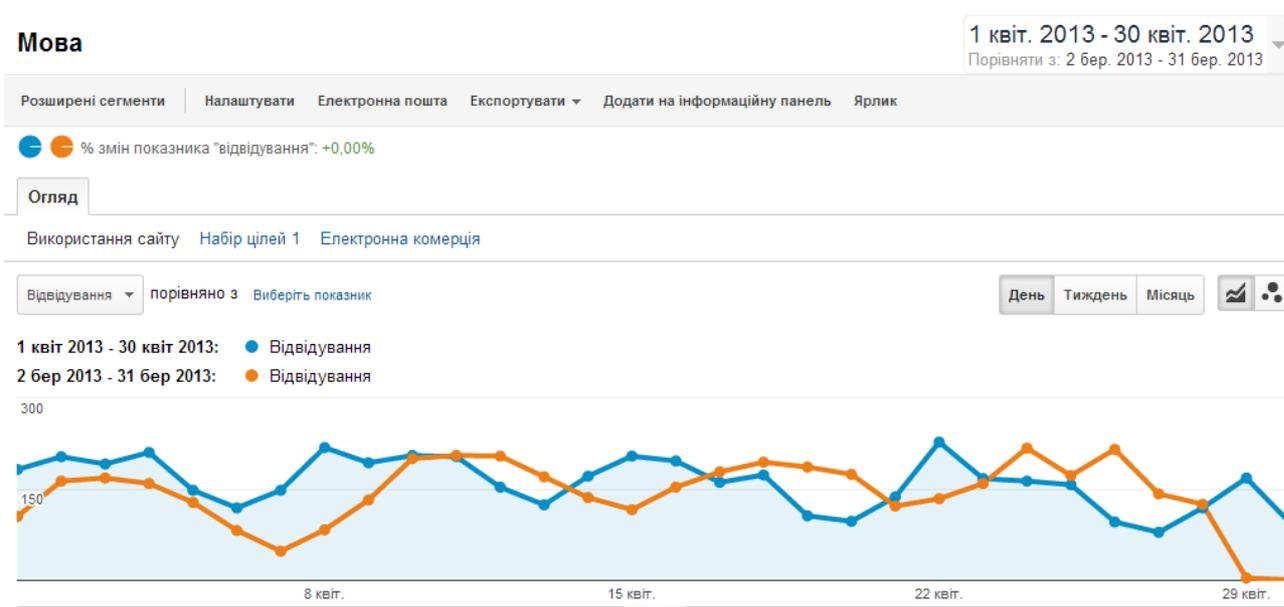 Мова
1 квіт. 2013 - 30 квіт. 2013
Порівняти з: 2 бер. 2013 - 31 бер. 2013
Розширені сегменти Налаштувати Електронна пошта Експортувати Додати на інформаційну панель Ярлик
% змін показника "відвідування": +0,00%
Огляд
Використання сайту Набір цілей 1 Електронна комерція
Відвідування порівняно з Виберіть показник День Тиждень Місяць
1 квіт 2013 - 30 квіт 2013: Відвідування
2 бер 2013 - 31 бер 2013: Відвідування
300
150
8 квіт. 15 квіт. 22 квіт. 29 квіт.